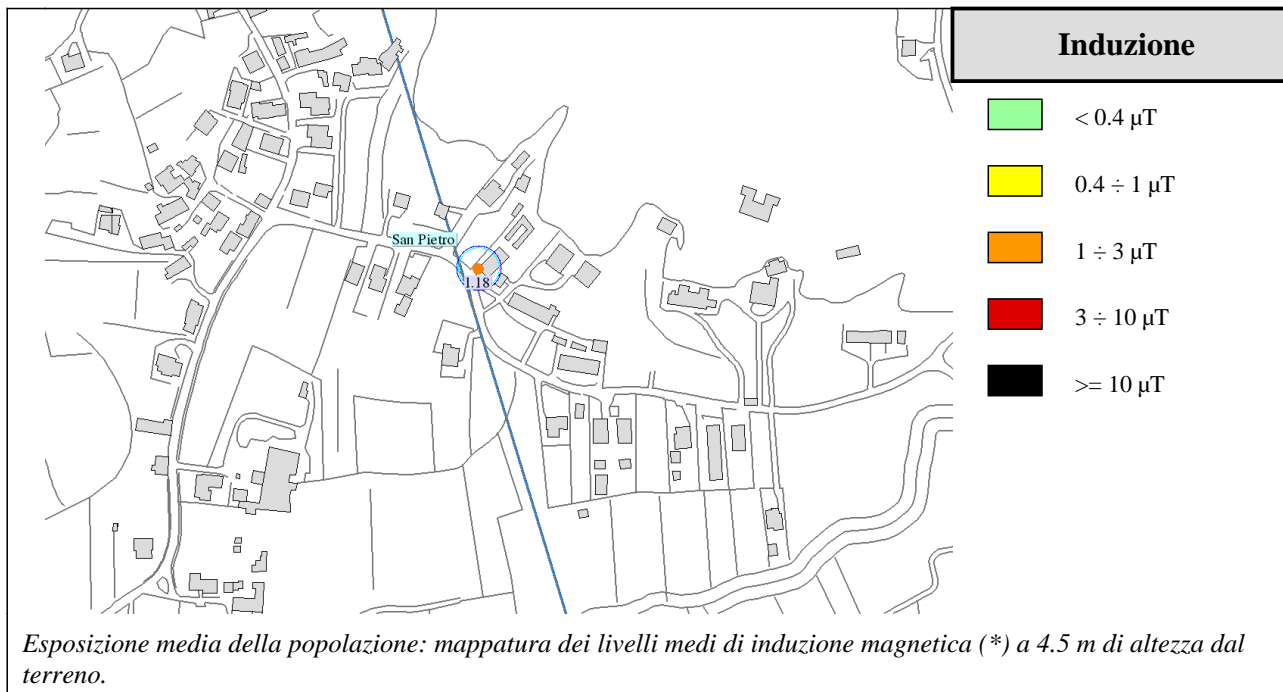 Induzione
< 0.4 µT
0.4 ÷ 1 µT
1 ÷ 3 µT
3 ÷ 10 µT
>= 10 µT
San Pietro
1.18
Esposizione media della popolazione: mappatura dei livelli medi di induzione magnetica (*) a 4.5 m di altezza dal
terreno.